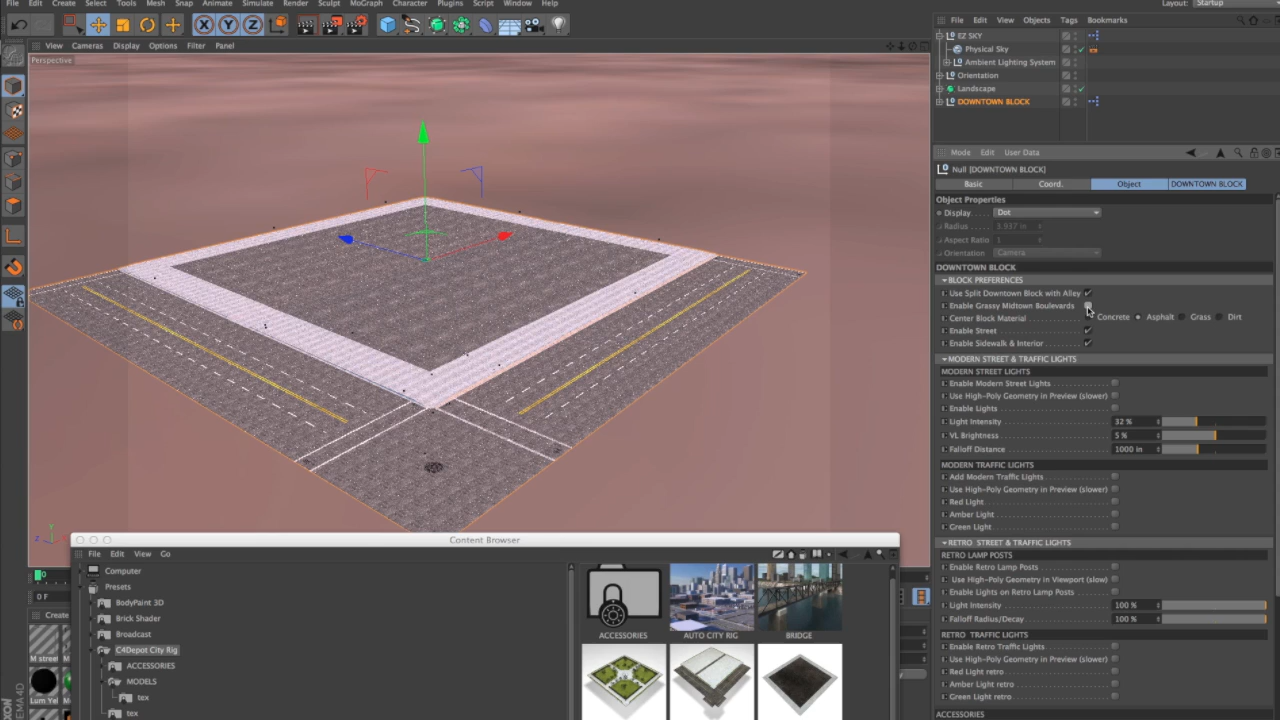 File Edit Create Select Tools Mesh Snap Animate Simulate Render Sculpt MoGraph Character Plugins Script Window Help
Layout: Startup
View Cameras Display Options Filter Panel
Perspective
File Edit View Objects Tags Bookmarks
EZ SKY
Physical Sky
Ambient Lighting System
Orientation
Landscape
DOWNTOWN BLOCK
Mode Edit User Data
Null [DOWNTOWN BLOCK]
Basic Coord. Object DOWNTOWN BLOCK
Object Properties
Display Dot
Radius 3.937 in
Aspect Ratio 1
Orientation Camera
DOWNTOWN BLOCK
BLOCK PREFERENCES
Use Split Downtown Block with Alley
Enable Grassy Midtown Boulevards
Center Block Material Concrete Asphalt Grass Dirt
Enable Street
Enable Sidewalk & Interior
MODERN STREET & TRAFFIC LIGHTS
MODERN STREET LIGHTS
Enable Modern Street Lights
Use High-Poly Geometry in Preview (slower)
Enable Lights
Light Intensity 32 %
VL Brightness 5 %
Falloff Distance 1000 in
MODERN TRAFFIC LIGHTS
Add Modern Traffic Lights
Use High-Poly Geometry in Preview (slower)
Red Light
Amber Light
Green Light
RETRO STREET & TRAFFIC LIGHTS
RETRO LAMP POSTS
Enable Retro Lamp Posts
Use High-Poly Geometry in Viewport (slow)
Enable Lights on Retro Lamp Posts
Light Intensity 100 %
Falloff Radius/Decay 100 %
RETRO TRAFFIC LIGHTS
Enable Retro Traffic Lights
Use High-Poly Geometry in Preview (slower)
Red Light retro
Amber Light retro
Green Light retro
ACCESSORIES
Content Browser
File Edit View Go
Computer
Presets
BodyPaint 3D
Brick Shader
Broadcast
C4Depot City Rig
ACCESSORIES
MODELS
tex
tex
ACCESSORIES AUTO CITY RIG BRIDGE
0
0 F
Create
M street
Lum Yel